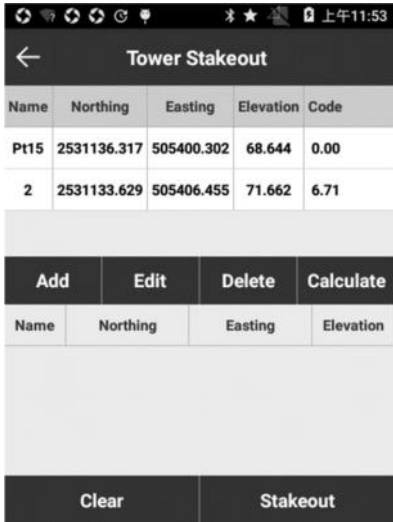 上午11:53
Tower Stakeout
Name Northing Easting Elevation Code
Pt15 2531136.317 505400.302 68.644 0.00
2 2531133.629 505406.455 71.662 6.71
Add Edit Delete Calculate
Name Northing Easting Elevation
Clear Stakeout